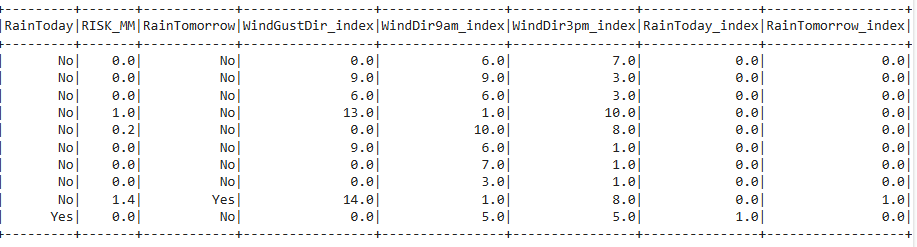 +---------+-------+------------+-----------------+----------------+----------------+---------------+------------------+
|RainToday|RISK_MM|RainTomorrow|WindGustDir_index|WindDir9am_index|WindDir3pm_index|RainToday_index|RainTomorrow_index|
+---------+-------+------------+-----------------+----------------+----------------+---------------+------------------+
|       No|    0.0|          No|              0.0|             6.0|             7.0|            0.0|               0.0|
|       No|    0.0|          No|              9.0|             9.0|             3.0|            0.0|               0.0|
|       No|    0.0|          No|              6.0|             6.0|             3.0|            0.0|               0.0|
|       No|    1.0|          No|             13.0|             1.0|            10.0|            0.0|               0.0|
|       No|    0.2|          No|              0.0|            10.0|             8.0|            0.0|               0.0|
|       No|    0.0|          No|              9.0|             6.0|             1.0|            0.0|               0.0|
|       No|    0.0|          No|              0.0|             7.0|             1.0|            0.0|               0.0|
|       No|    0.0|          No|              0.0|             3.0|             1.0|            0.0|               0.0|
|       No|    1.4|         Yes|             14.0|             1.0|             8.0|            0.0|               1.0|
|      Yes|    0.0|          No|              0.0|             5.0|             5.0|            1.0|               0.0|
+---------+-------+------------+-----------------+----------------+----------------+---------------+------------------+